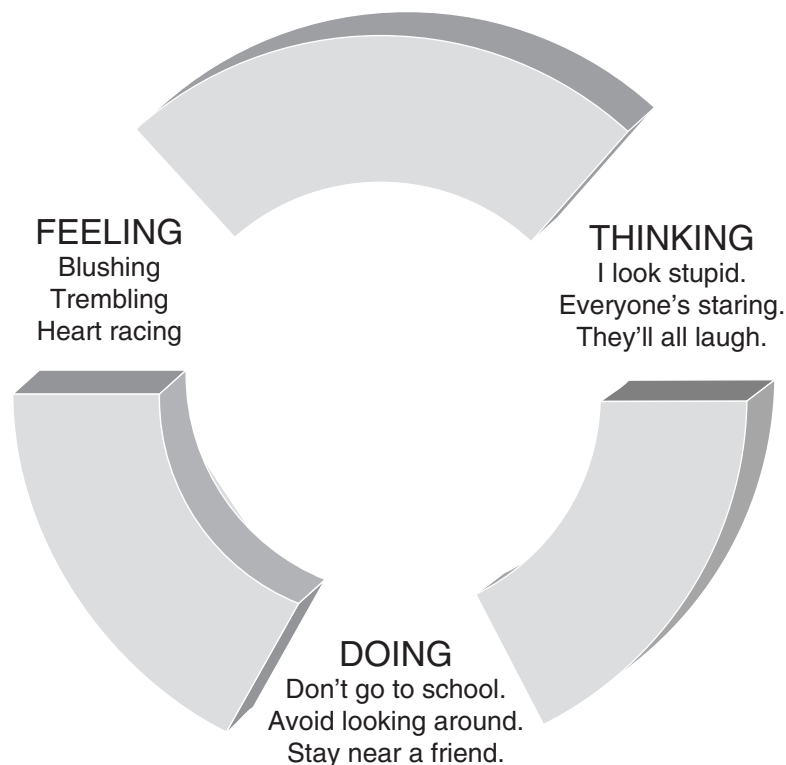 FEELING
Blushing
Trembling
Heart racing
THINKING
I look stupid.
Everyone’s staring.
They’ll all laugh.
DOING
Don’t go to school.
Avoid looking around.
Stay near a friend.